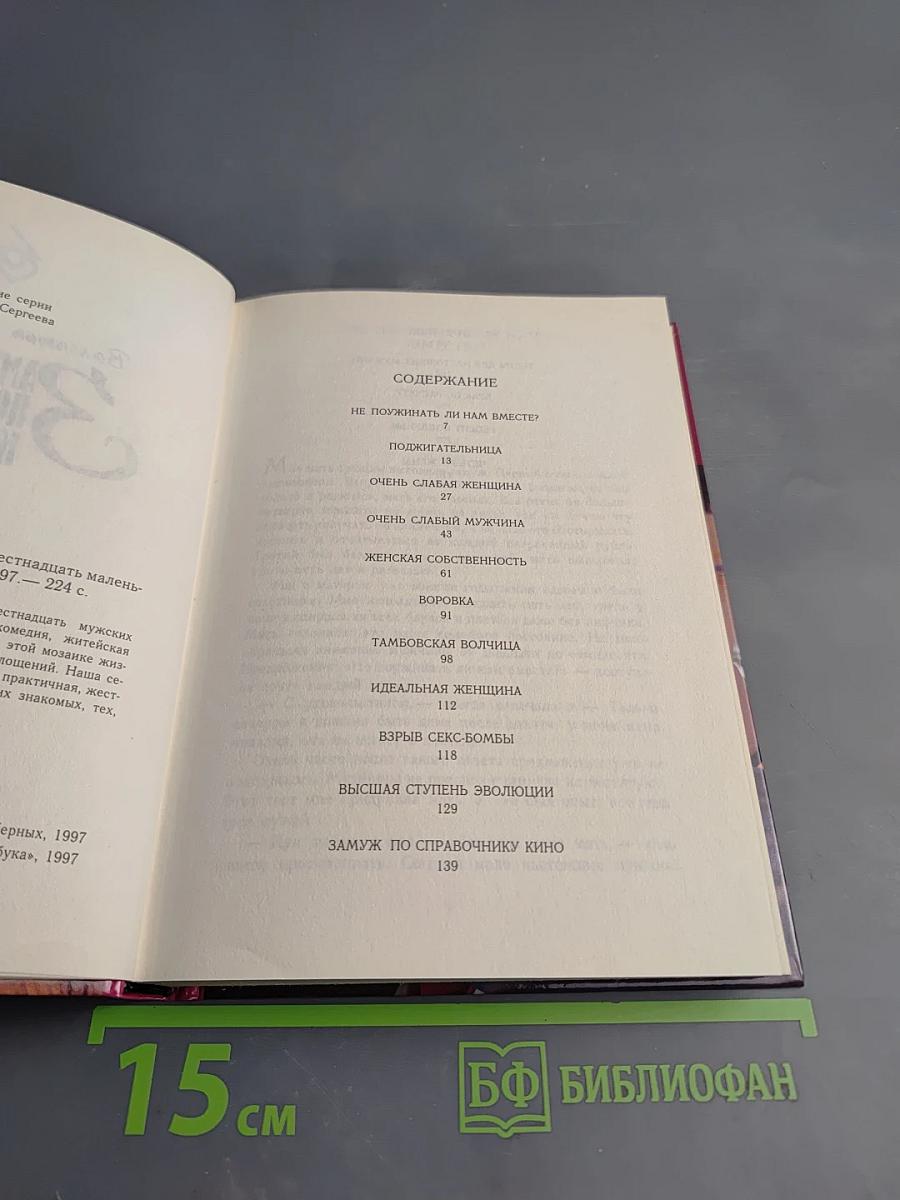 ие серии
Сергеева
естнадцать малень-
97.— 224 с.
естнадцать мужских
комедия, житейская
этой мозаике жиз-
лощений. Наша се-
практичная, жест-
их знакомых, тех,
Черных, 1997
бука», 1997
СОДЕРЖАНИЕ
НЕ ПОУЖИНАТЬ ЛИ НАМ ВМЕСТЕ?
7
ПОДЖИГАТЕЛЬНИЦА
13
ОЧЕНЬ СЛАБАЯ ЖЕНЩИНА
27
ОЧЕНЬ СЛАБЫЙ МУЖЧИНА
43
ЖЕНСКАЯ СОБСТВЕННОСТЬ
61
ВОРОВКА
91
ТАМБОВСКАЯ ВОЛЧИЦА
98
ИДЕАЛЬНАЯ ЖЕНЩИНА
112
ВЗРЫВ СЕКС-БОМБЫ
118
ВЫСШАЯ СТУПЕНЬ ЭВОЛЮЦИИ
129
ЗАМУЖ ПО СПРАВОЧНИКУ КИНО
139
15 см
БФ БИБЛИОФАН